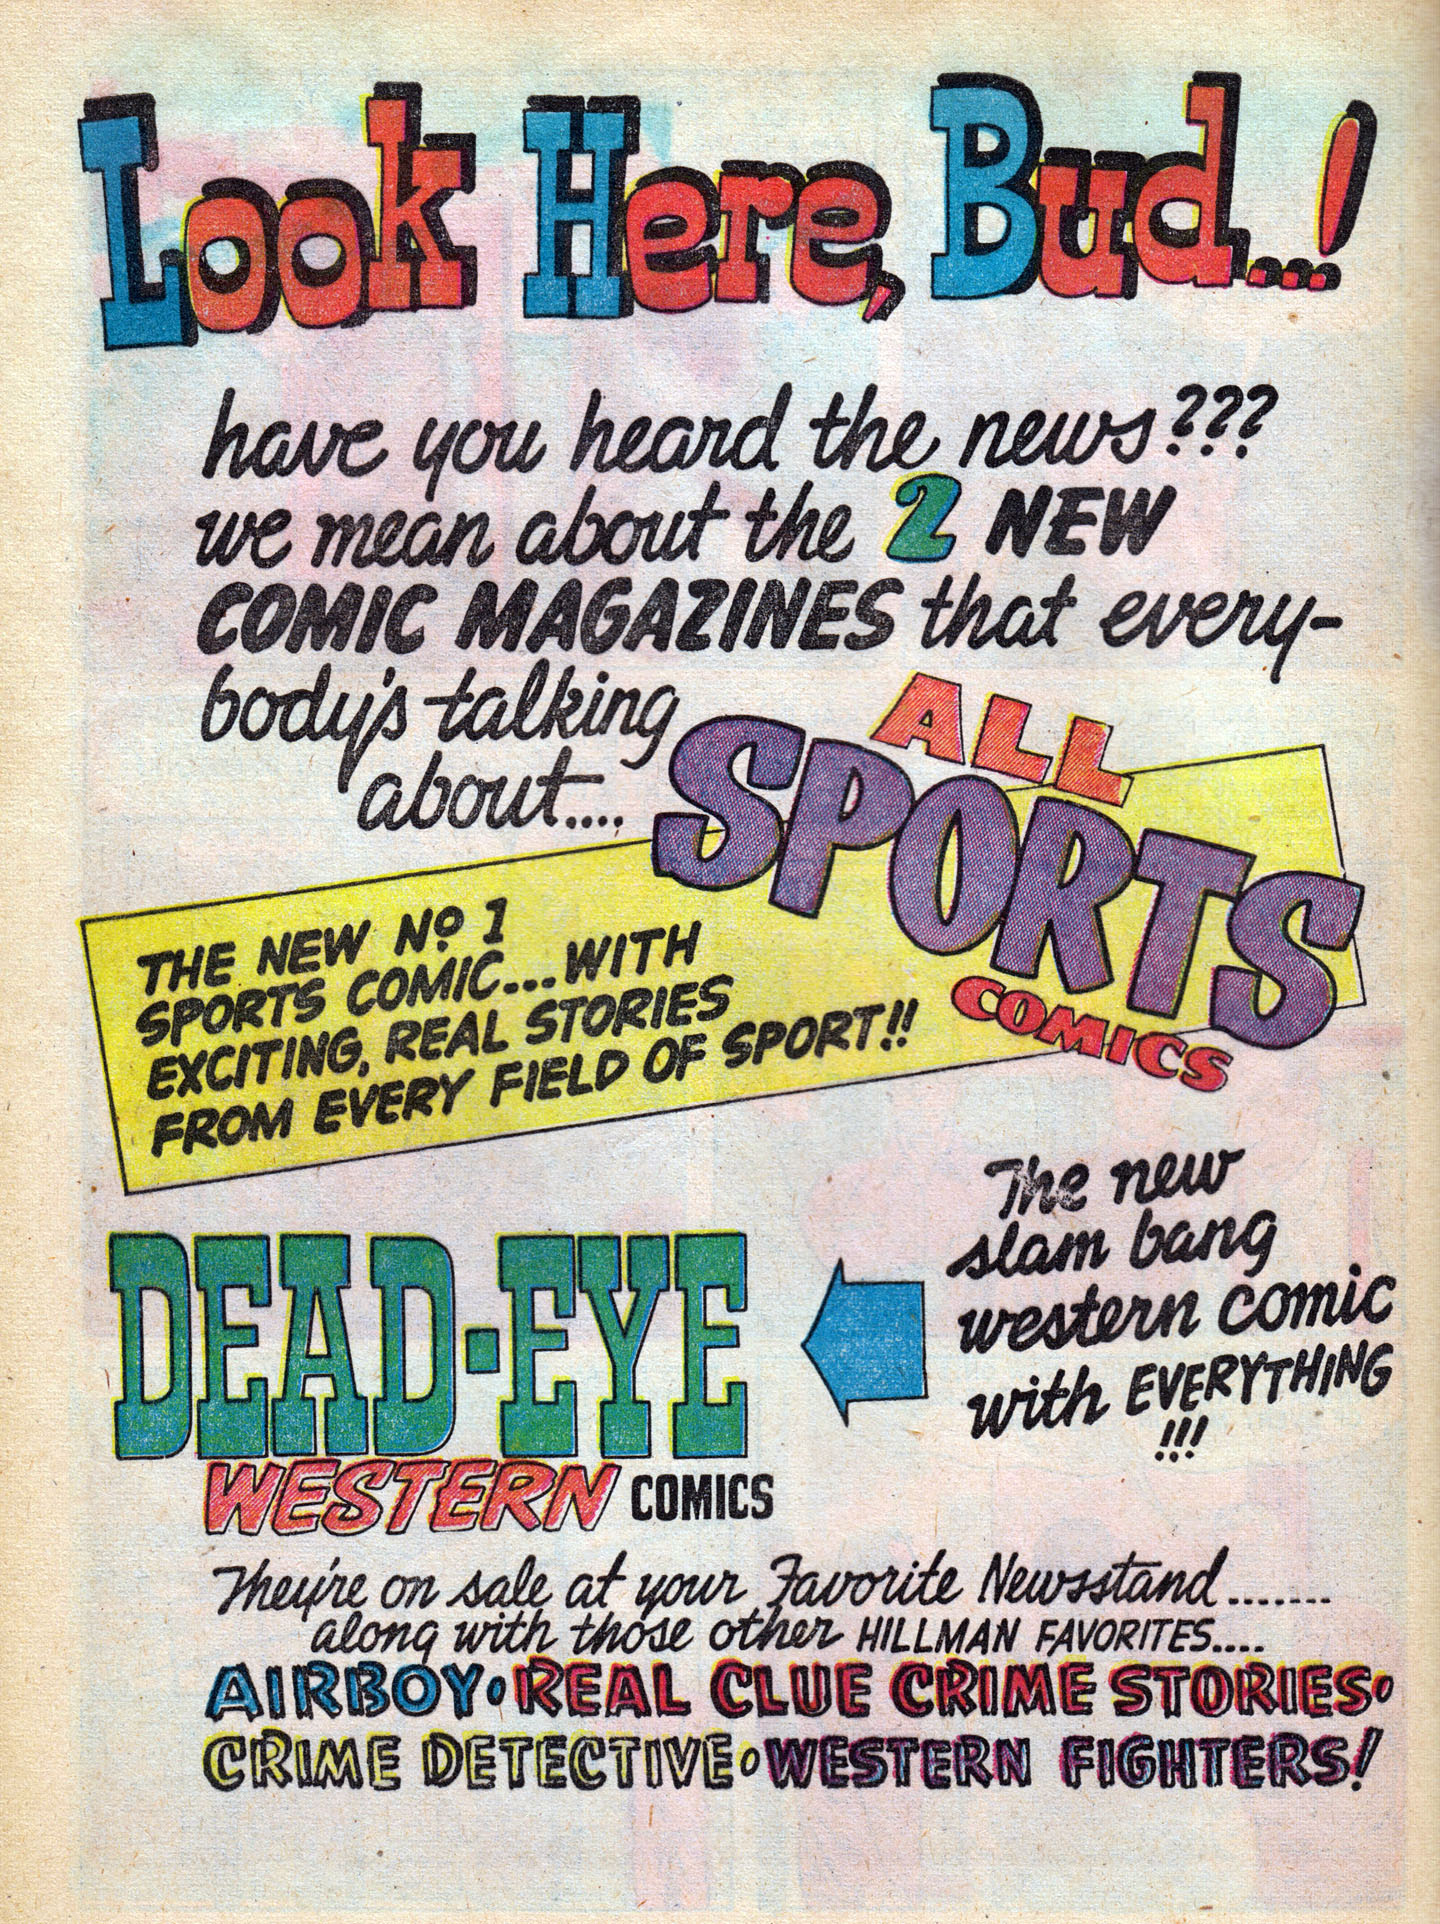 Look Here, Bud...!
have you heard the news???
we mean about the 2 NEW
COMIC MAGAZINES that every-
body's talking
about....
ALL
SPORTS
COMICS
THE NEW No 1
SPORTS COMIC...WITH
EXCITING, REAL STORIES
FROM EVERY FIELD OF SPORT!!
DEAD-EYE
WESTERN COMICS
The new
slam bang
western comic
with EVERYTHING
!!!
They're on sale at your Favorite Newsstand.......
along with those other HILLMAN FAVORITES....
AIRBOY • REAL CLUE CRIME STORIES •
CRIME DETECTIVE • WESTERN FIGHTERS!